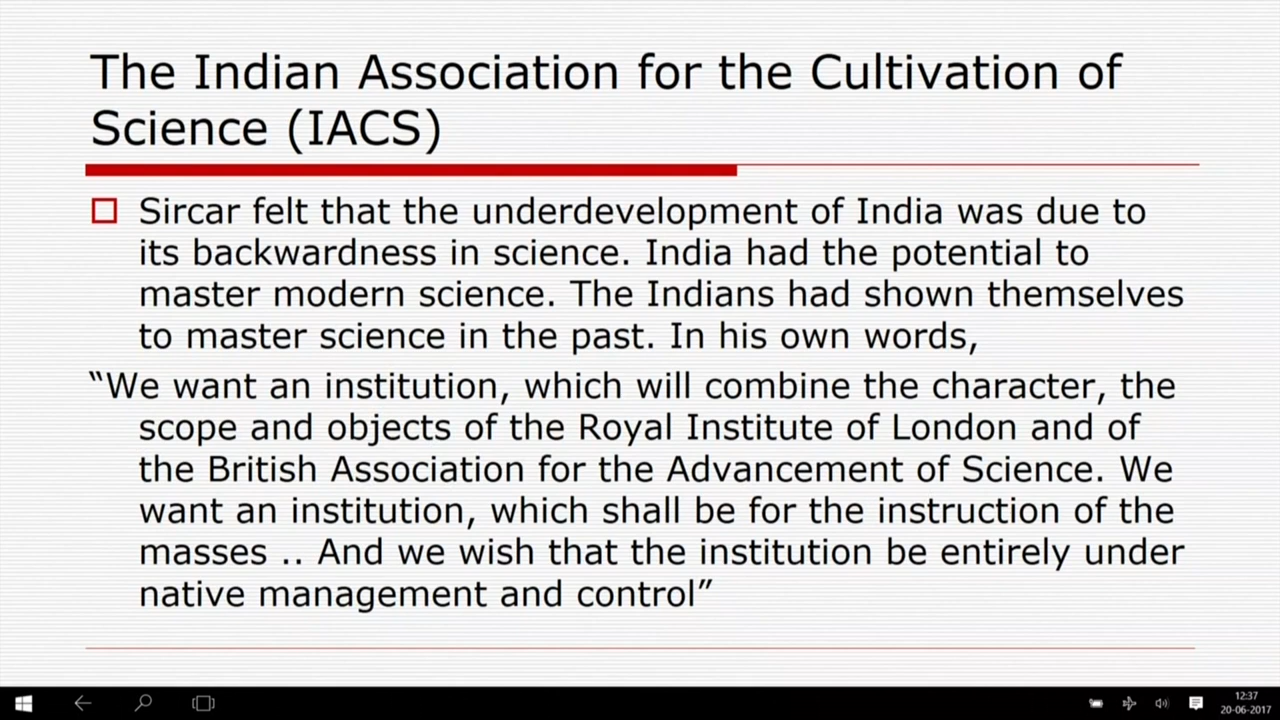 The Indian Association for the Cultivation of
Science (IACS)
Sircar felt that the underdevelopment of India was due to
its backwardness in science. India had the potential to
master modern science. The Indians had shown themselves
to master science in the past. In his own words,
“We want an institution, which will combine the character, the
scope and objects of the Royal Institute of London and of
the British Association for the Advancement of Science. We
want an institution, which shall be for the instruction of the
masses .. And we wish that the institution be entirely under
native management and control”
12:37
20-06-2017